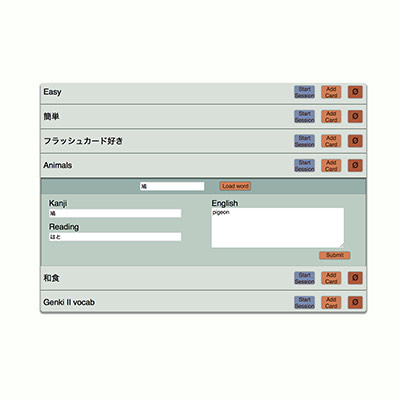 Easy Start Session Add Card Ø
簡単 Start Session Add Card Ø
フラッシュカード好き Start Session Add Card Ø
Animals Start Session Add Card Ø
鳩 Load word
Kanji English
鳩 pigeon
Reading
はと
Submit
和食 Start Session Add Card Ø
Genki II vocab Start Session Add Card Ø